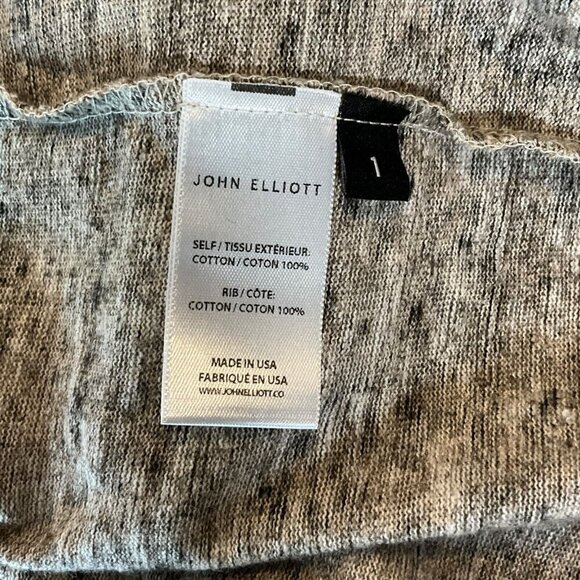 JOHN ELLIOTT
1
SELF / TISSU EXTÉRIEUR:
COTTON / COTON 100%
RIB / CÔTE:
COTTON / COTON 100%
MADE IN USA
FABRIQUÉ EN USA
WWW.JOHNELLIOTT.CO